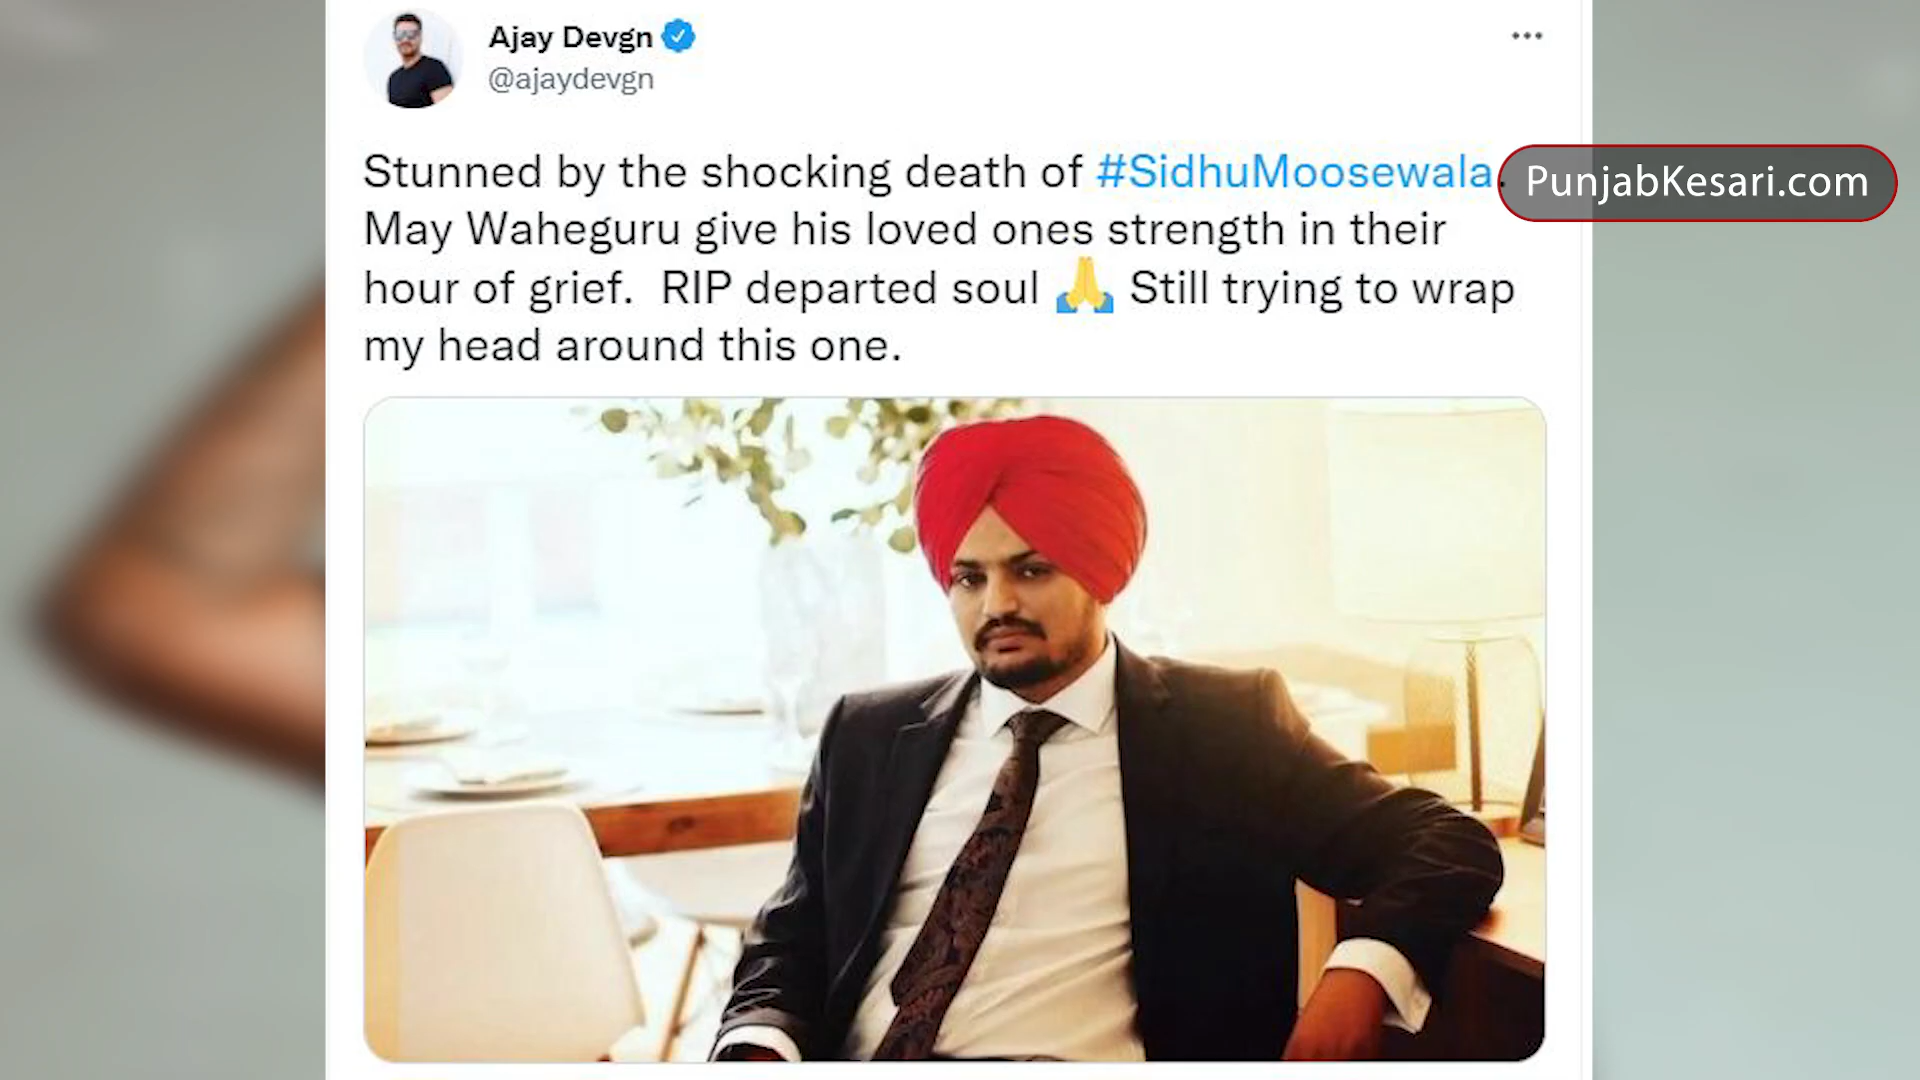 Ajay Devgn
@ajaydevgn
Stunned by the shocking death of #SidhuMoosewala.
PunjabKesari.com
May Waheguru give his loved ones strength in their
hour of grief.  RIP departed soul 🙏 Still trying to wrap
my head around this one.